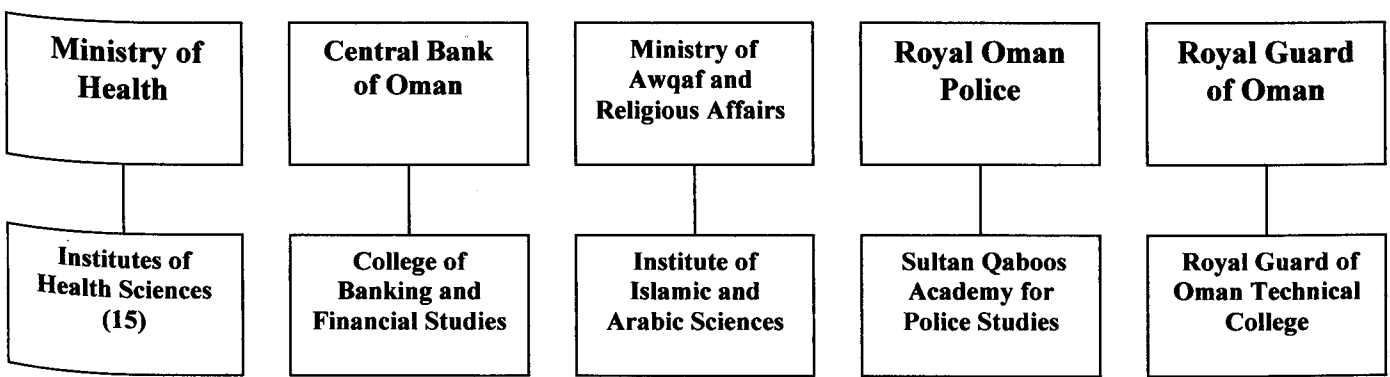 Ministry of
Health
Central Bank
of Oman
Ministry of
Awqaf and
Religious Affairs
Royal Oman
Police
Royal Guard
of Oman
Institutes of
Health Sciences
(15)
College of
Banking and
Financial Studies
Institute of
Islamic and
Arabic Sciences
Sultan Qaboos
Academy for
Police Studies
Royal Guard of
Oman Technical
College